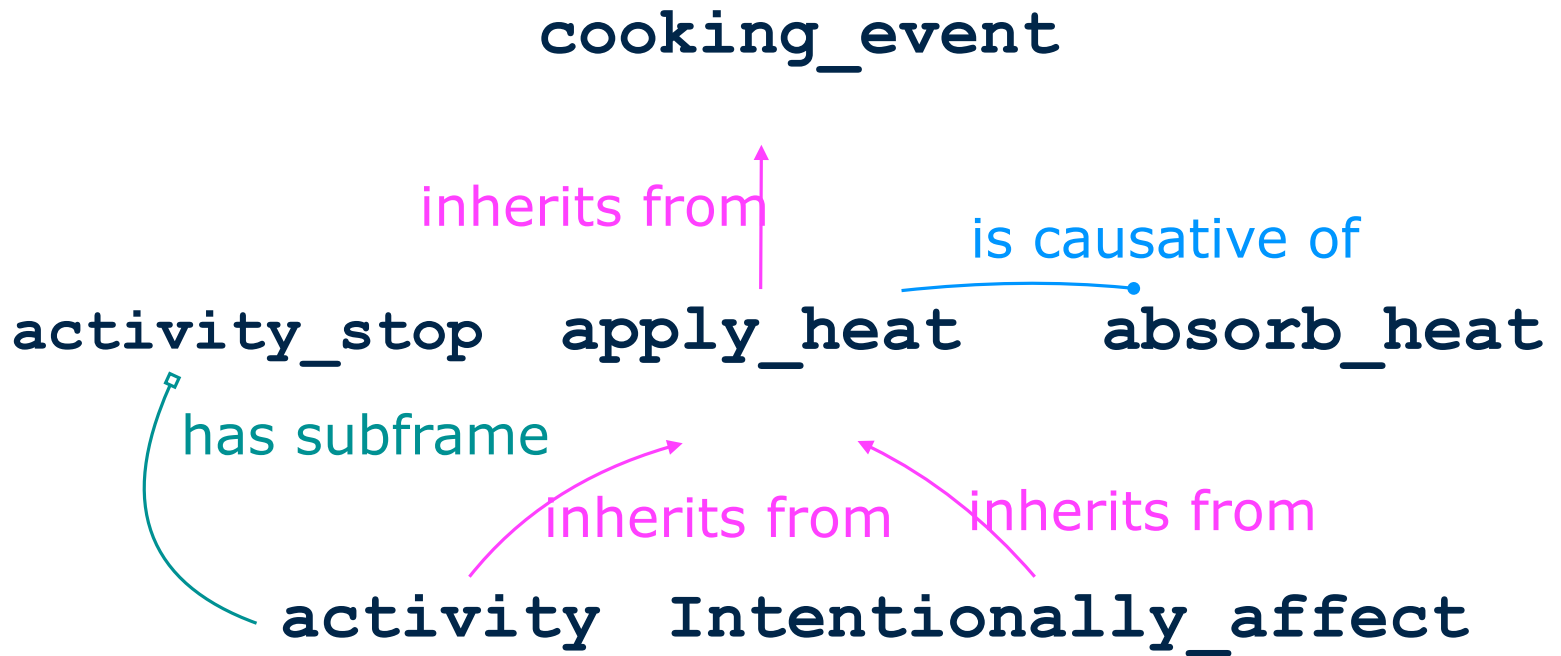 cooking_event
inherits from
is causative of
activity_stop
apply_heat
absorb_heat
has subframe
inherits from
inherits from
activity
Intentionally_affect